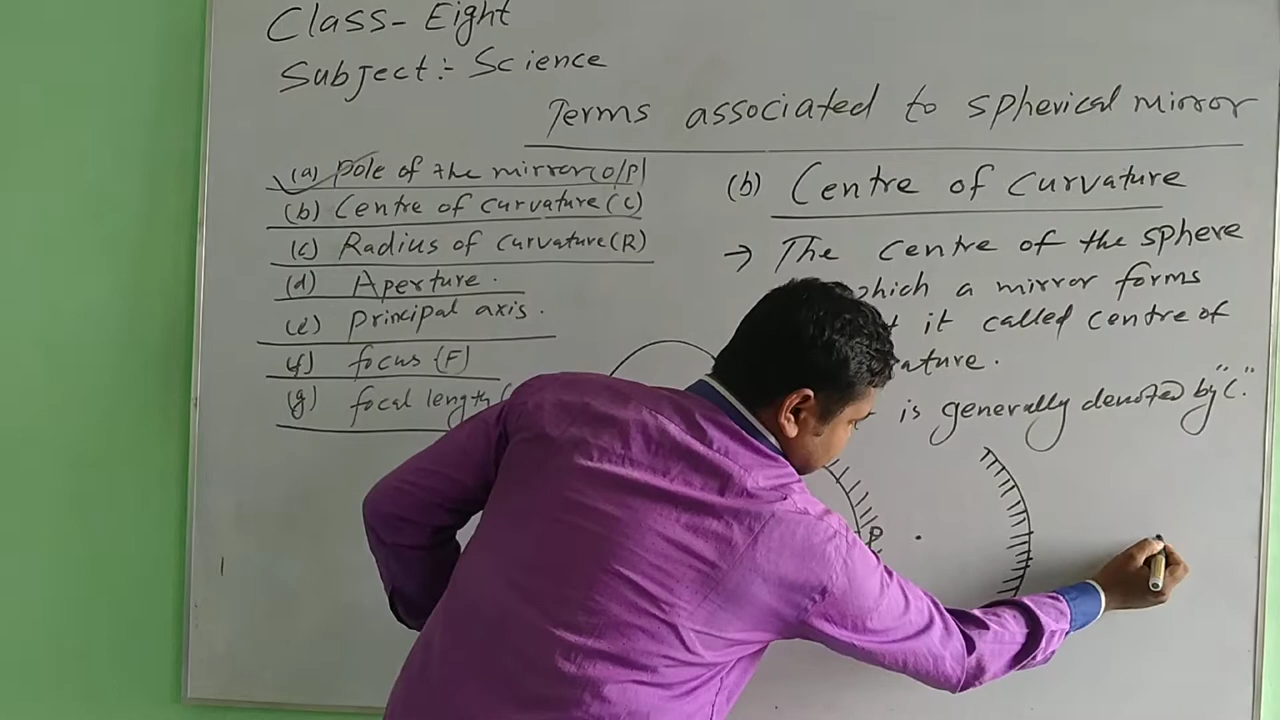 Class- Eight
Subject:- Science
Terms associated to spherical mirror
(a) pole of the mirror(O/P)
(b) Centre of curvature(C)
(c) Radius of curvature(R)
(d) Aperture.
(e) principal axis.
(f) focus (F)
(g) focal length(
(b) Centre of curvature
→ The centre of the sphere
which a mirror forms
it called centre of
ature.
is generally denoted by "C."
P